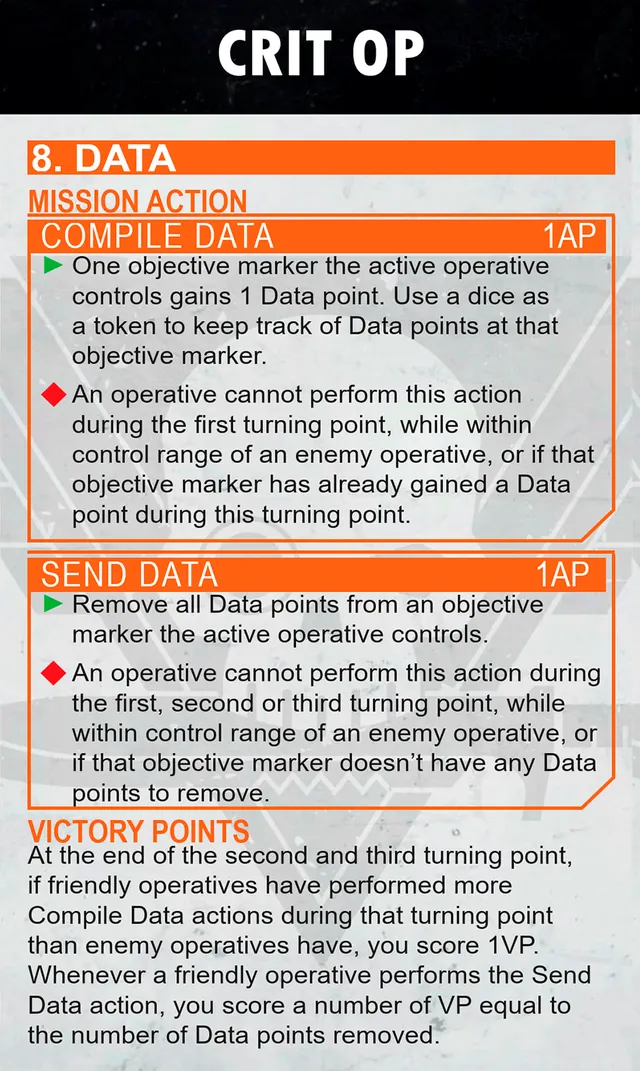 CRIT OP
8. DATA
MISSION ACTION
COMPILE DATA 1AP
One objective marker the active operative
controls gains 1 Data point. Use a dice as
a token to keep track of Data points at that
objective marker.
An operative cannot perform this action
during the first turning point, while within
control range of an enemy operative, or if that
objective marker has already gained a Data
point during this turning point.
SEND DATA 1AP
Remove all Data points from an objective
marker the active operative controls.
An operative cannot perform this action during
the first, second or third turning point, while
within control range of an enemy operative, or
if that objective marker doesn’t have any Data
points to remove.
VICTORY POINTS
At the end of the second and third turning point,
if friendly operatives have performed more
Compile Data actions during that turning point
than enemy operatives have, you score 1VP.
Whenever a friendly operative performs the Send
Data action, you score a number of VP equal to
the number of Data points removed.